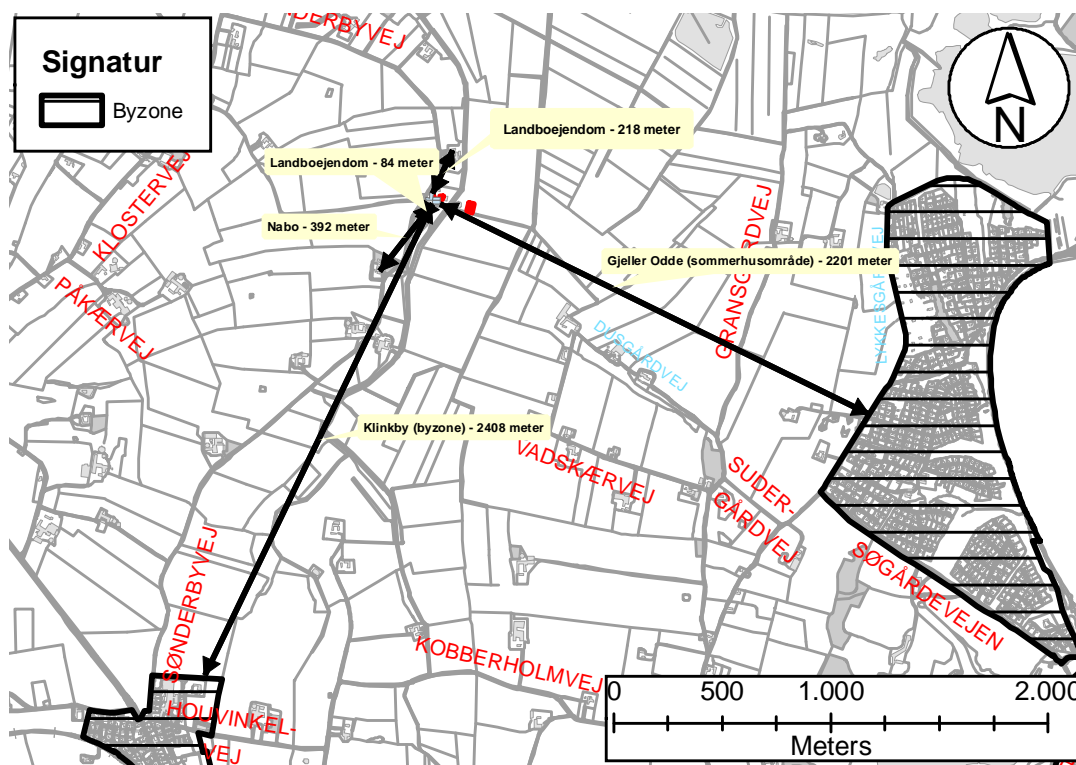 NDERBYVEJ
Signatur
Byzone
N
Landboejendom - 218 meter
Landboejendom - 84 meter
KLOSTERVEJ
Nabo - 392 meter
GRANSGÅRDVEJ
LYKKESGÅRDVEJ
Gjeller Odde (sommerhusområde) - 2201 meter
PÅKÆRVEJ
DUSGÅRDVEJ
Klinkby (byzone) - 2408 meter
VADSKÆRVEJ
SUDER-
GÅRDVEJ
SØGÅRDEVEJEN
SØNDERBYVEJ
KOBBERHOLMVEJ
HOUVINKEL-
VEJ
0 500 1.000 2.000
Meters